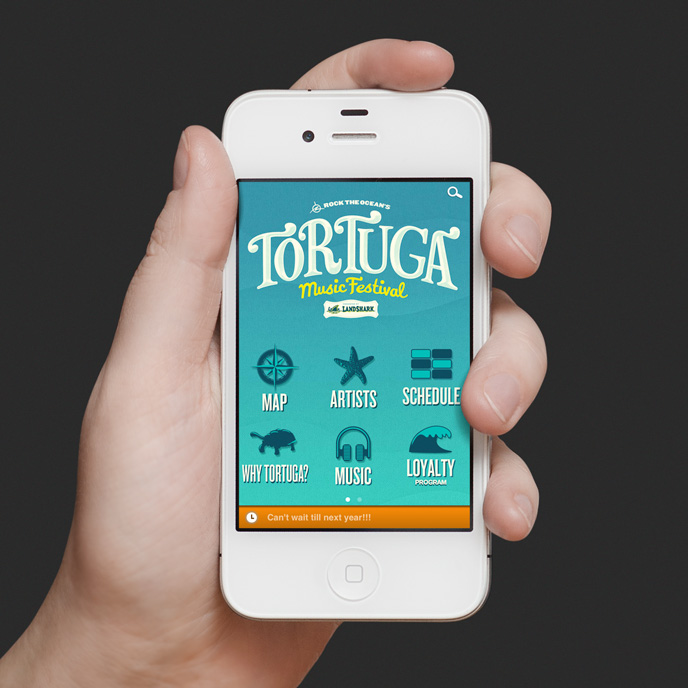 ROCK THE OCEAN'S
TORTUGA
Music Festival
LANDSHARK
MAP
ARTISTS
SCHEDULE
WHY TORTUGA?
MUSIC
LOYALTY
PROGRAM
Can't wait till next year!!!